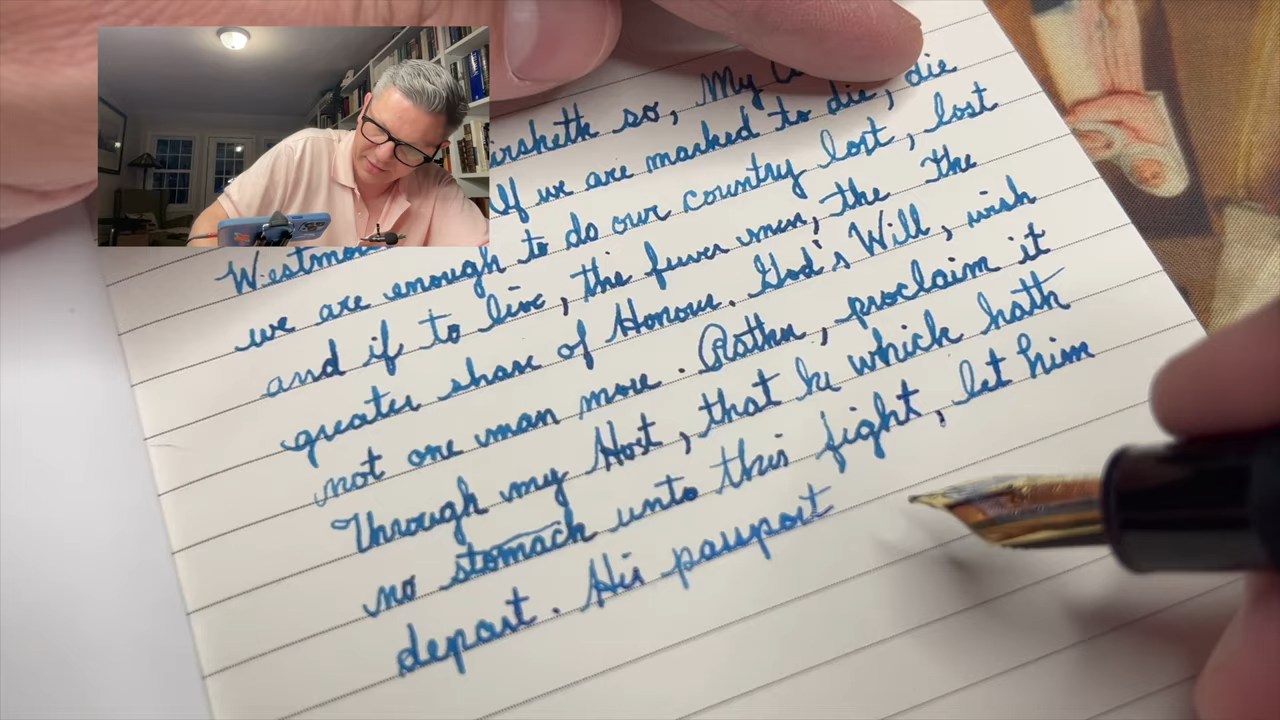 so, My
If we are marked to die, die
Westmo
we are enough to do our country lost, lost
and if to live, the fewer men, the The
greater share of Honour. God's Will, wish
not one man more. Rather, proclaim it
Through my Host, that he which hath
no stomach unto this fight, let him
depart. His passport